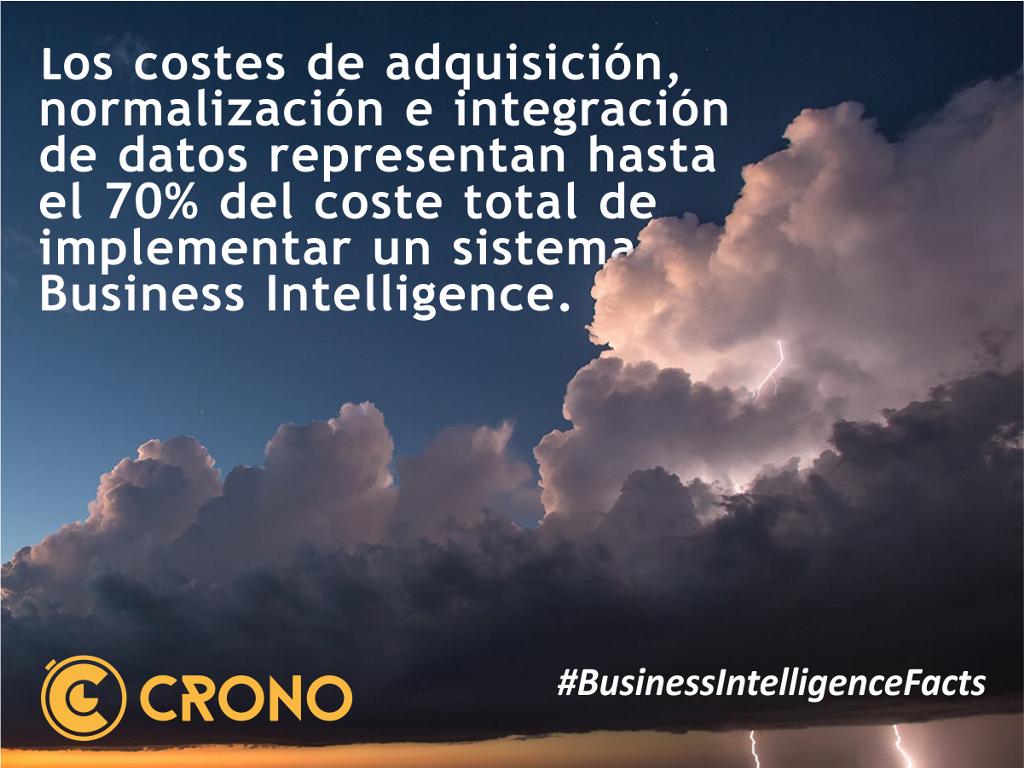 Los costes de adquisición,
normalización e integración
de datos representan hasta
el 70% del coste total de
implementar un sistema
Business Intelligence.
CRONO
#BusinessIntelligenceFacts